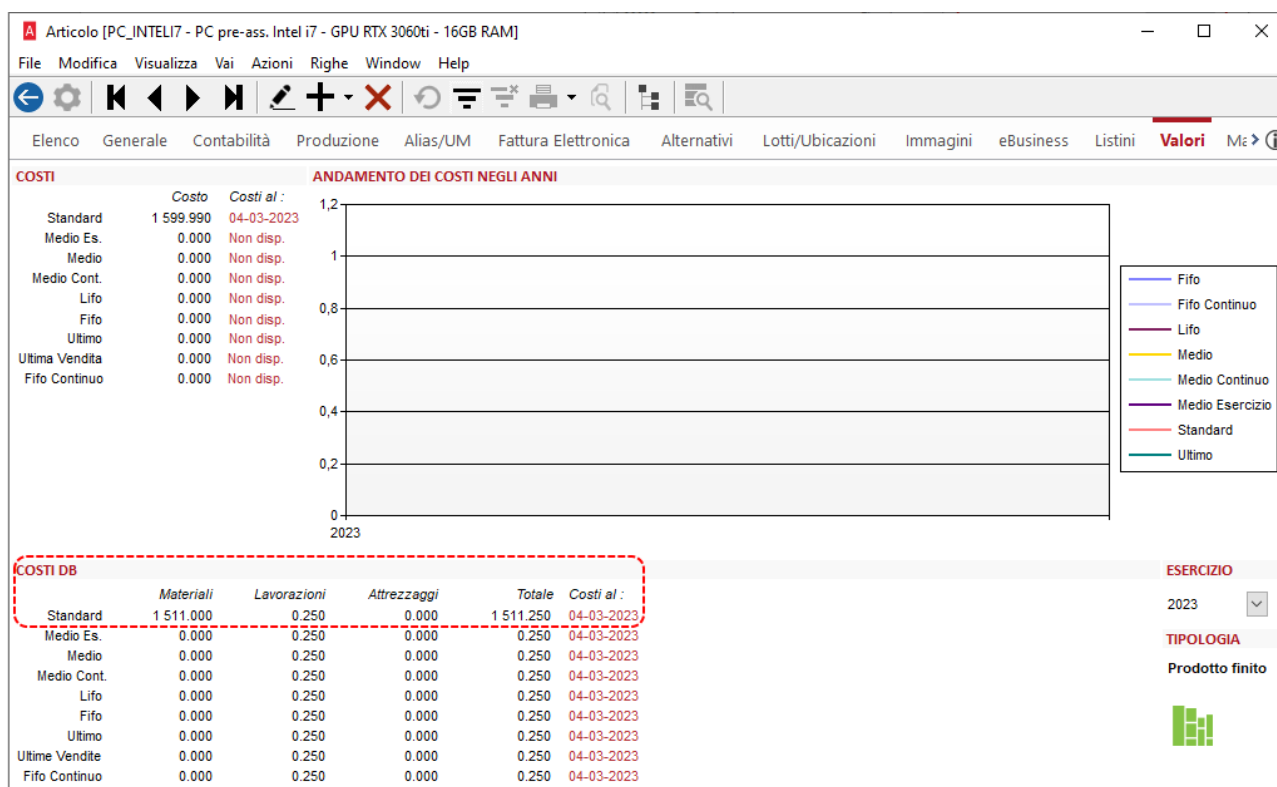 A Articolo [PC_INTELI7 - PC pre-ass. Intel i7 - GPU RTX 3060ti - 16GB RAM]
File Modifica Visualizza Vai Azioni Righe Window Help
Elenco Generale Contabilità Produzione Alias/UM Fattura Elettronica Alternativi Lotti/Ubicazioni Immagini eBusiness Listini Valori
COSTI
Costo Costi al :
Standard 1 599.990 04-03-2023
Medio Es. 0.000 Non disp.
Medio 0.000 Non disp.
Medio Cont. 0.000 Non disp.
Lifo 0.000 Non disp.
Fifo 0.000 Non disp.
Ultimo 0.000 Non disp.
Ultima Vendita 0.000 Non disp.
Fifo Continuo 0.000 Non disp.
ANDAMENTO DEI COSTI NEGLI ANNI
1,2
1
0,8
0,6
0,4
0,2
0
2023
Fifo
Fifo Continuo
Lifo
Medio
Medio Continuo
Medio Esercizio
Standard
Ultimo
COSTI DB
Materiali Lavorazioni Attrezzaggi Totale Costi al :
Standard 1 511.000 0.250 0.000 1 511.250 04-03-2023
Medio Es. 0.000 0.250 0.000 0.250 04-03-2023
Medio 0.000 0.250 0.000 0.250 04-03-2023
Medio Cont. 0.000 0.250 0.000 0.250 04-03-2023
Lifo 0.000 0.250 0.000 0.250 04-03-2023
Fifo 0.000 0.250 0.000 0.250 04-03-2023
Ultimo 0.000 0.250 0.000 0.250 04-03-2023
Ultime Vendite 0.000 0.250 0.000 0.250 04-03-2023
Fifo Continuo 0.000 0.250 0.000 0.250 04-03-2023
ESERCIZIO
2023
TIPOLOGIA
Prodotto finito